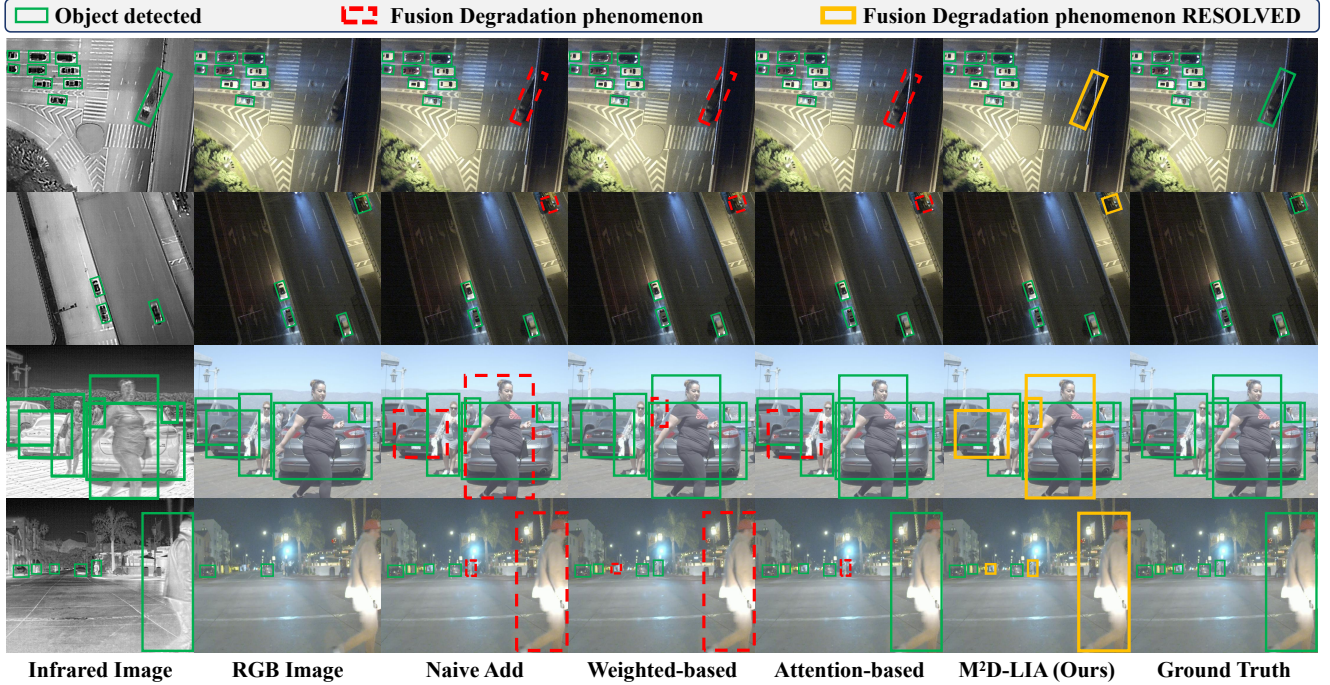 Object detected Fusion Degradation phenomenon Fusion Degradation phenomenon RESOLVED
Infrared Image RGB Image Naive Add Weighted-based Attention-based M²D-LIA (Ours) Ground Truth